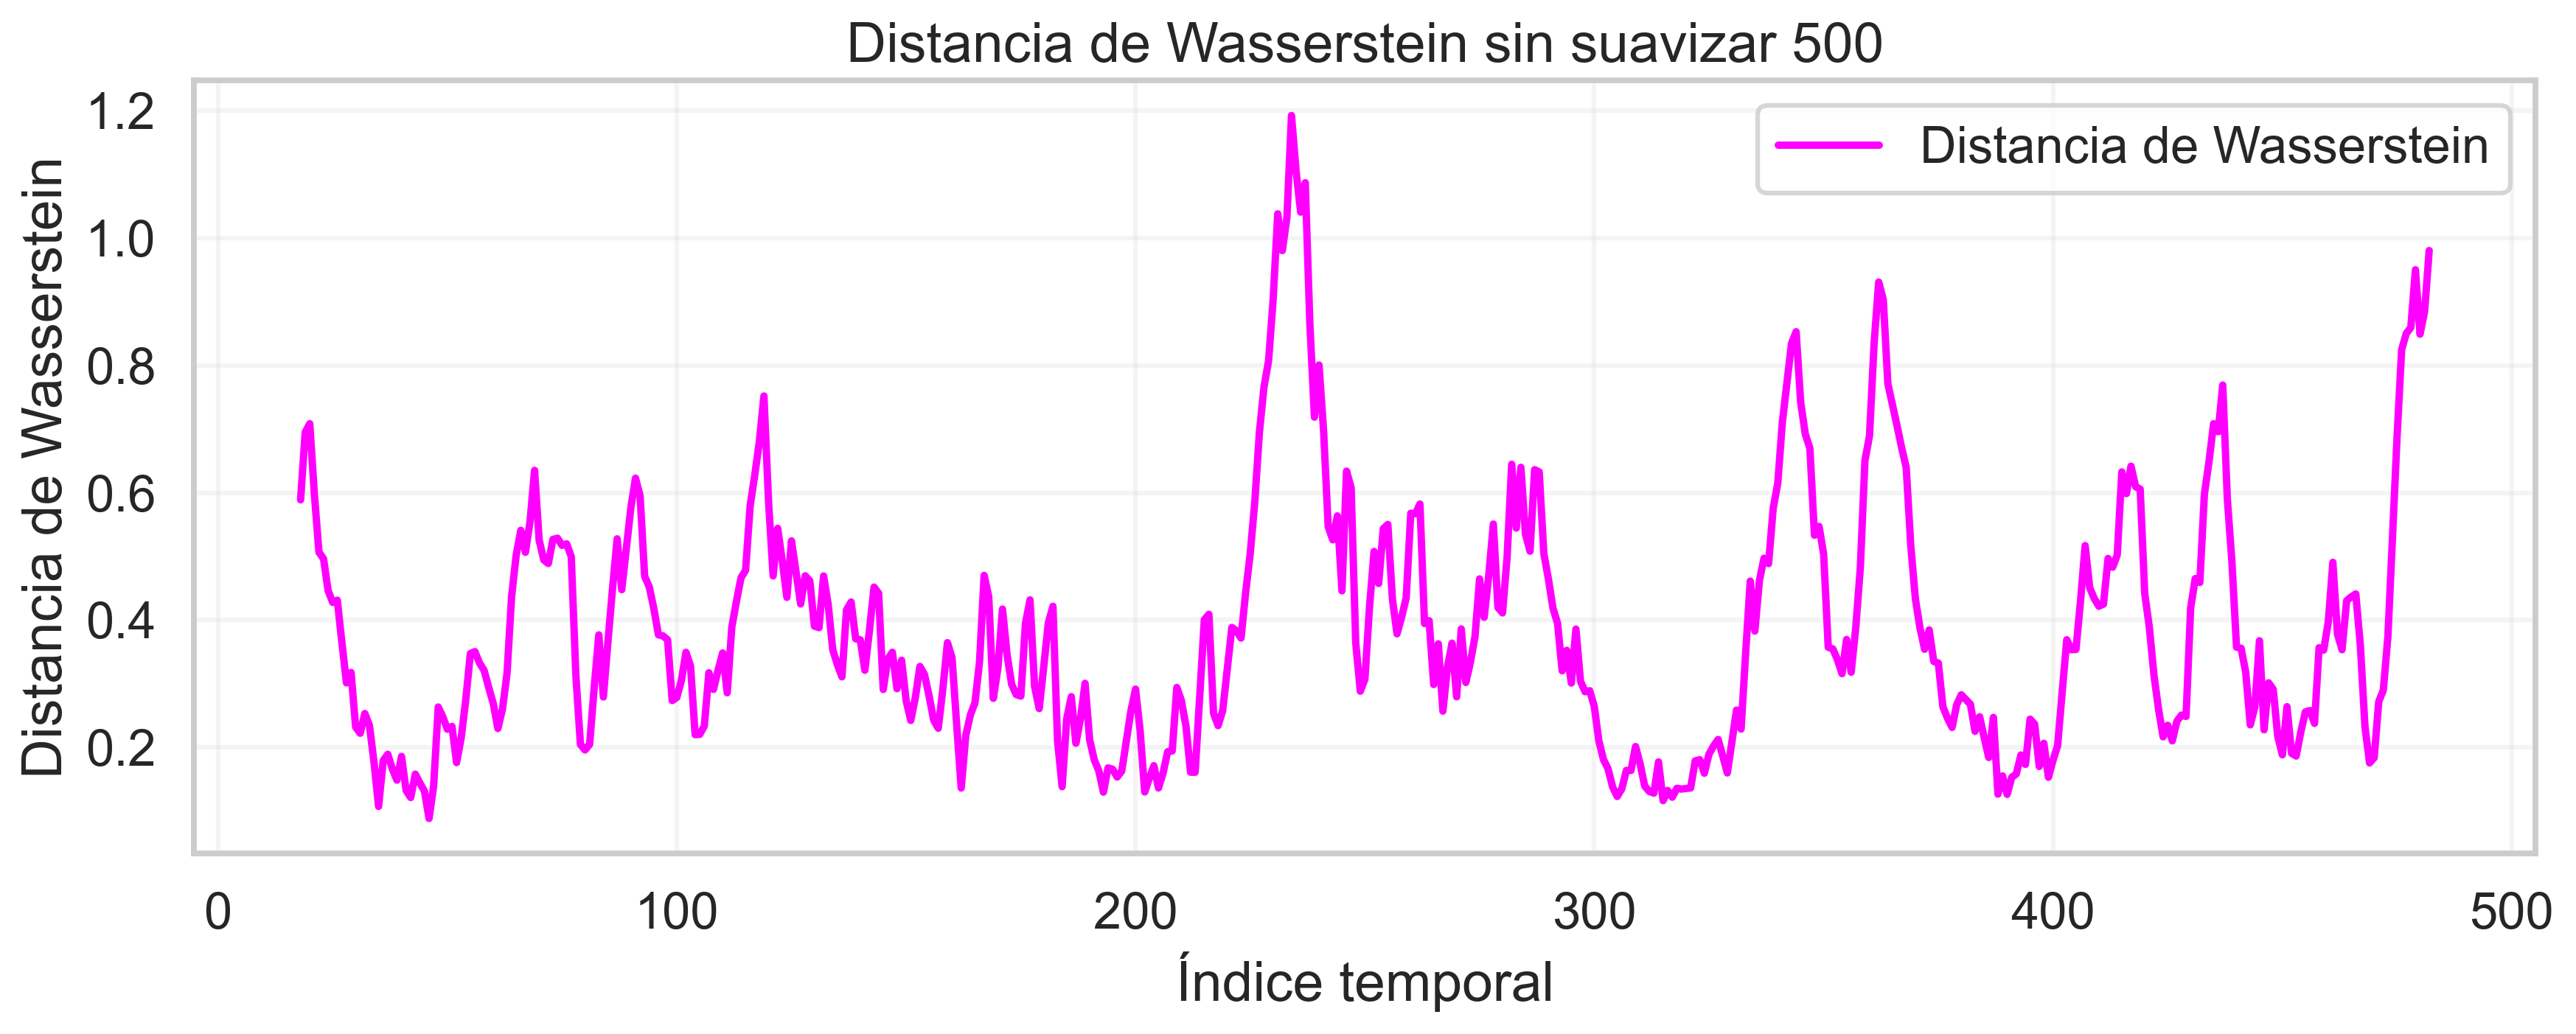 Distancia de Wasserstein sin suavizar 500
Distancia de Wasserstein
Distancia de Wasserstein
1.2
1.0
0.8
0.6
0.4
0.2
0 100 200 300 400 500
Índice temporal